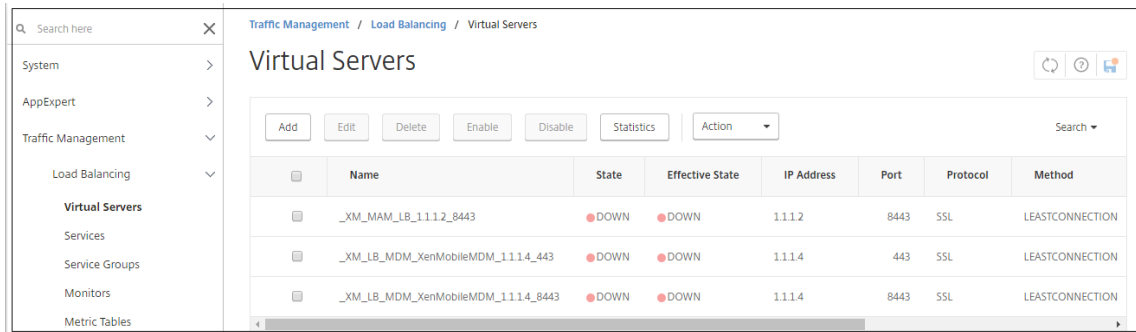 Search here
Traffic Management / Load Balancing / Virtual Servers
System
Virtual Servers
AppExpert
Traffic Management
Load Balancing
Virtual Servers
Services
Service Groups
Monitors
Metric Tables
Add Edit Delete Enable Disable Statistics Action Search
Name State Effective State IP Address Port Protocol Method
_XM_MAM_LB_1.1.1.2_8443 DOWN DOWN 1.1.1.2 8443 SSL LEASTCONNECTION
_XM_LB_MDM_XenMobileMDM_1.1.1.4_443 DOWN DOWN 1.1.1.4 443 SSL LEASTCONNECTION
_XM_LB_MDM_XenMobileMDM_1.1.1.4_8443 DOWN DOWN 1.1.1.4 8443 SSL LEASTCONNECTION